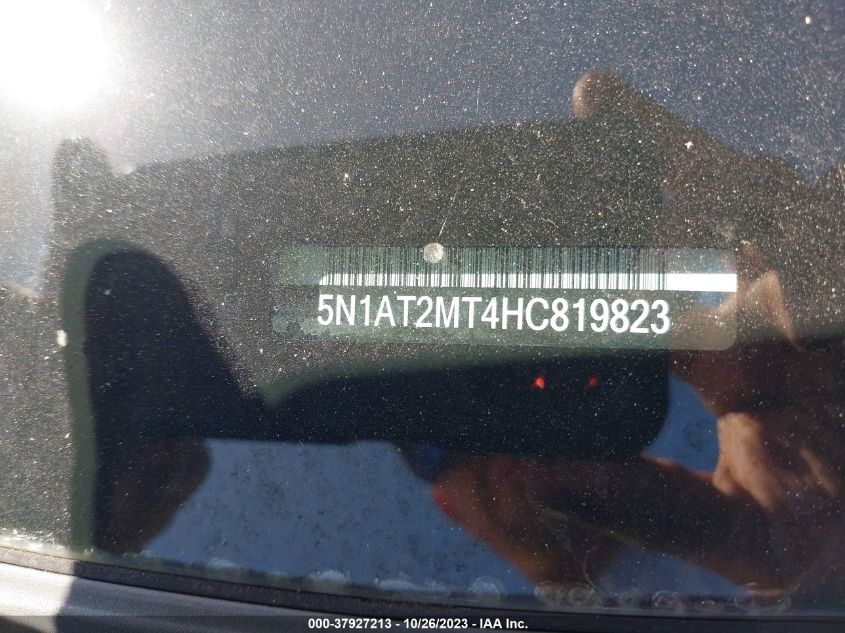 5N1AT2MT4HC819823
000-37927213 - 10/26/2023 - IAA Inc.